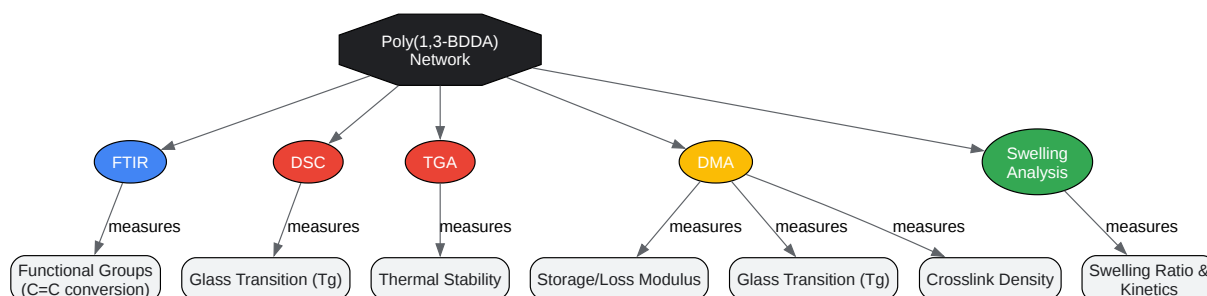 Poly(1,3-BDDA)
Network
FTIR
DSC
TGA
DMA
Swelling
Analysis
measures
measures
measures
measures
measures
measures
measures
Functional Groups
(C=C conversion)
Glass Transition (Tg)
Thermal Stability
Storage/Loss Modulus
Glass Transition (Tg)
Crosslink Density
Swelling Ratio &
Kinetics